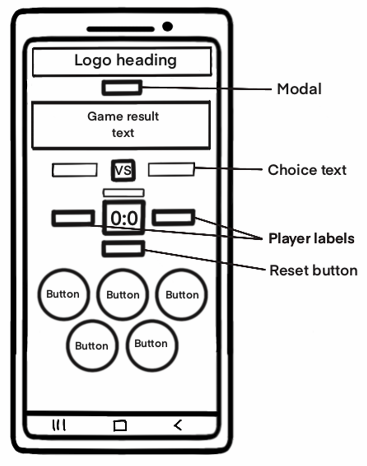 Logo heading
Modal
Game result
text
VS
Choice text
0:0
Player labels
Reset button
Button
Button
Button
Button
Button